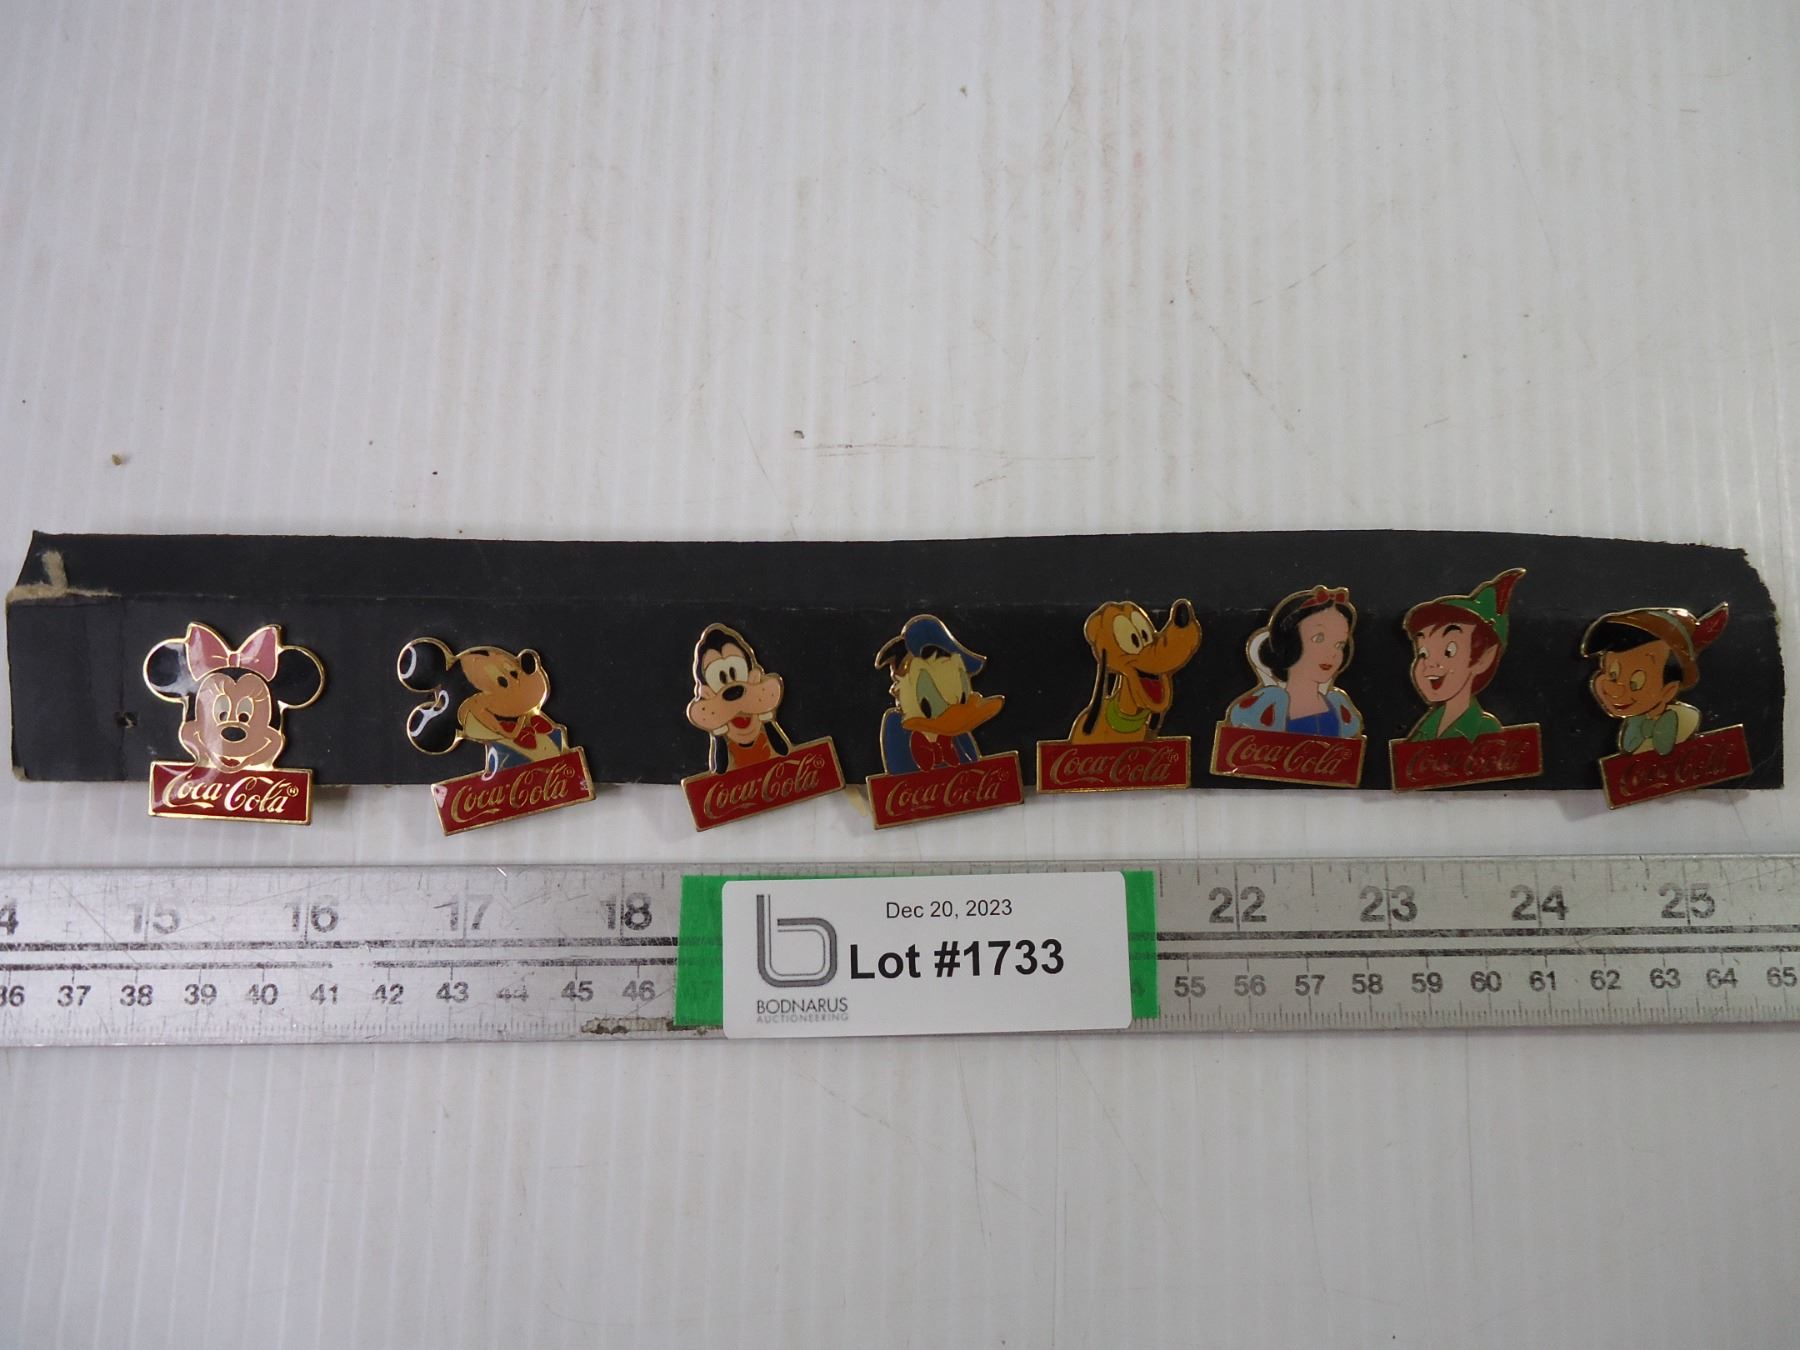 Coca-Cola
Coca-Cola
Coca-Cola
Coca-Cola
Coca-Cola
Coca-Cola
Coca-Cola
Coca-Cola
4 15 16 17 18 22 23 24 25
36 37 38 39 40 41 42 43 44 45 46 47 55 56 57 58 59 60 61 62 63 64 65
Dec 20, 2023
b Lot #1733
BODNARUS
AUCTIONEERING